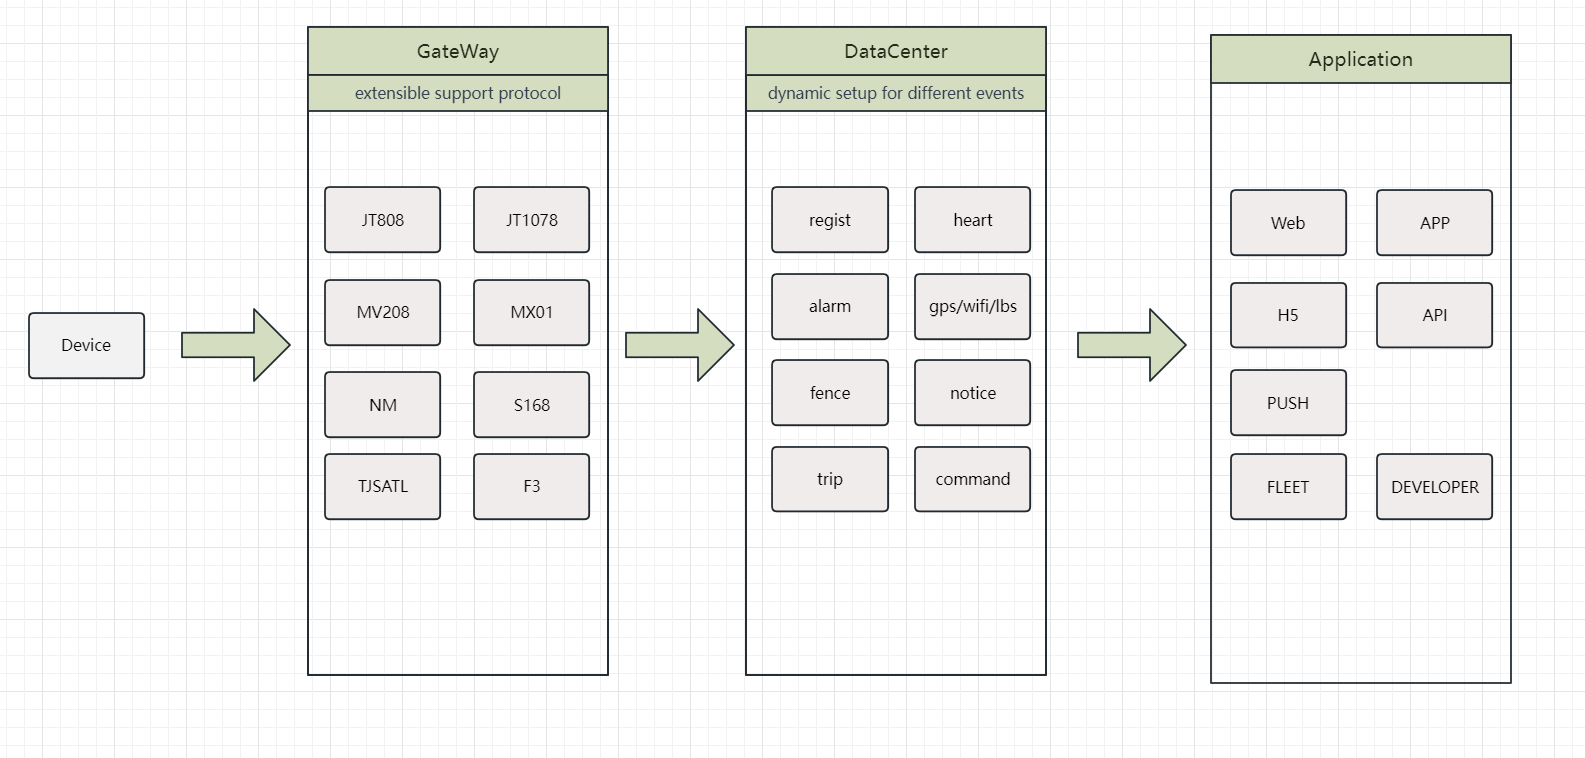 Device
GateWay
extensible support protocol
JT808
JT1078
MV208
MX01
NM
S168
TJSATL
F3
DataCenter
dynamic setup for different events
regist
heart
alarm
gps/wifi/lbs
fence
notice
trip
command
Application
Web
APP
H5
API
PUSH
FLEET
DEVELOPER